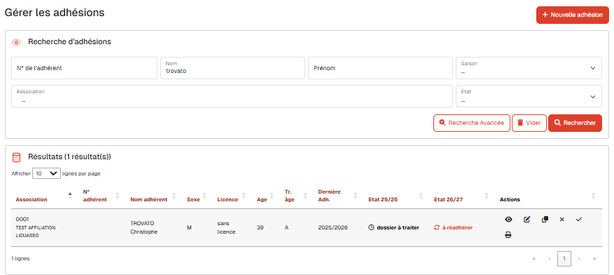 Gérer les adhésions
+ Nouvelle adhésion
Recherche d'adhésions
N° de l'adhérent
Nom
trovato
Prénom
Saison
--
Association
--
Etat
--
Recherche Avancée
Vider
Rechercher
Résultats (1 résultat(s))
Afficher 10 lignes par page
Association N° adhérent Nom adhérent Sexe Licence Age Tr. âge Dernière Adh. Etat 25/26 Etat 26/27 Actions
0001 TEST AFFILIATION LIGUASSO TROVATO Christophe M sans licence 39 A 2025/2026 dossier à traiter à réadhérer
1 lignes
« ‹ 1 › »